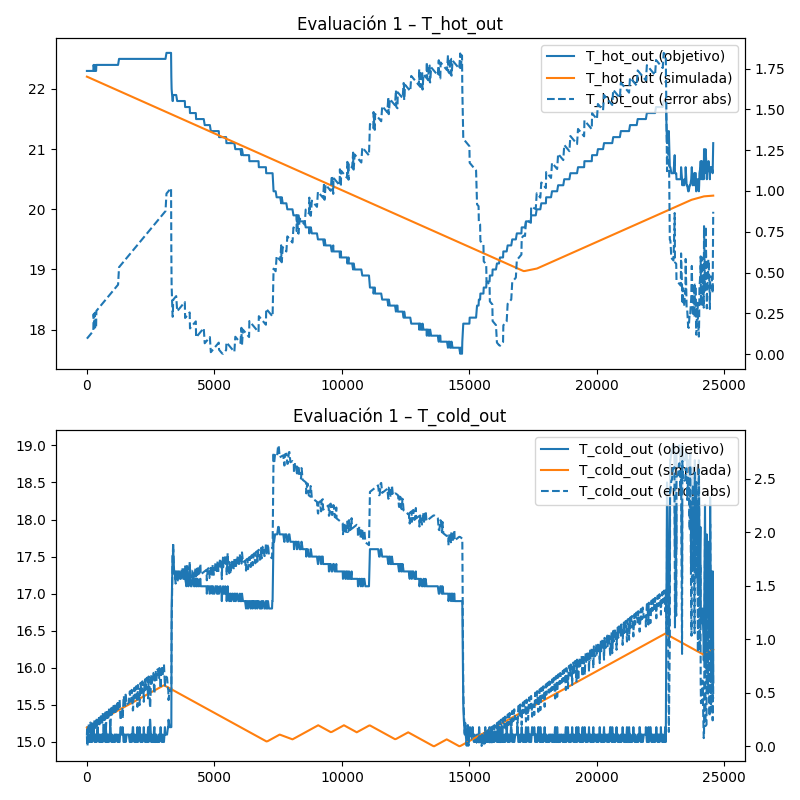 Evaluación 1 – T_hot_out
T_hot_out (objetivo)
T_hot_out (simulada)
T_hot_out (error abs)
22
21
20
19
18
1.75
1.50
1.25
1.00
0.75
0.50
0.25
0.00
0 5000 10000 15000 20000 25000
Evaluación 1 – T_cold_out
T_cold_out (objetivo)
T_cold_out (simulada)
T_cold_out (error abs)
19.0
18.5
18.0
17.5
17.0
16.5
16.0
15.5
15.0
2.5
2.0
1.5
1.0
0.5
0.0
0 5000 10000 15000 20000 25000